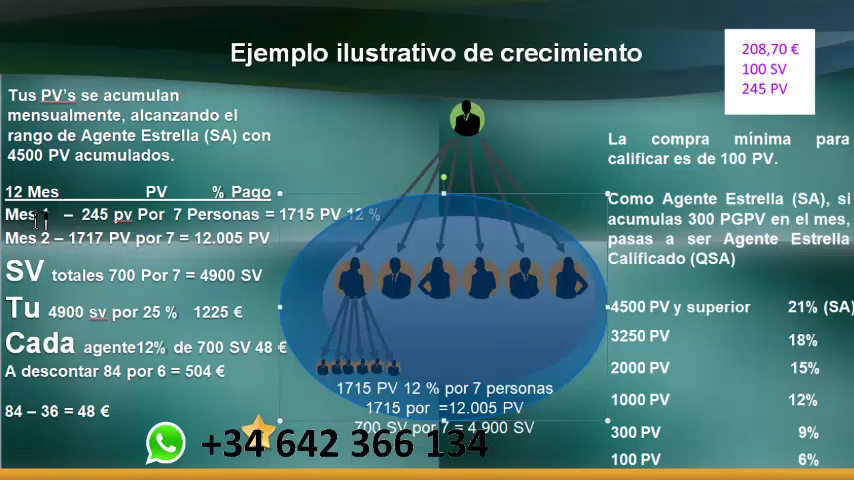 Ejemplo ilustrativo de crecimiento
208,70 €
100 SV
245 PV
Tus PV's se acumulan
mensualmente, alcanzando el
rango de Agente Estrella (SA) con
4500 PV acumulados.
12 Mes PV % Pago
Mes – 245 pv Por 7 Personas = 1715 PV 12 %
Mes 2 – 1717 PV por 7 = 12.005 PV
SV totales 700 Por 7 = 4900 SV
Tu 4900 sv por 25 % 1225 €
Cada agente12% de 700 SV 48 €
A descontar 84 por 6 = 504 €
84 – 36 = 48 €
1715 PV 12 % por 7 personas
1715 por =12.005 PV
700 SV por 7 = 4.900 SV
+34 642 366 134
La compra mínima para
calificar es de 100 PV.
Como Agente Estrella (SA), si
acumulas 300 PGPV en el mes,
pasas a ser Agente Estrella
Calificado (QSA)
4500 PV y superior 21% (SA)
3250 PV 18%
2000 PV 15%
1000 PV 12%
300 PV 9%
100 PV 6%